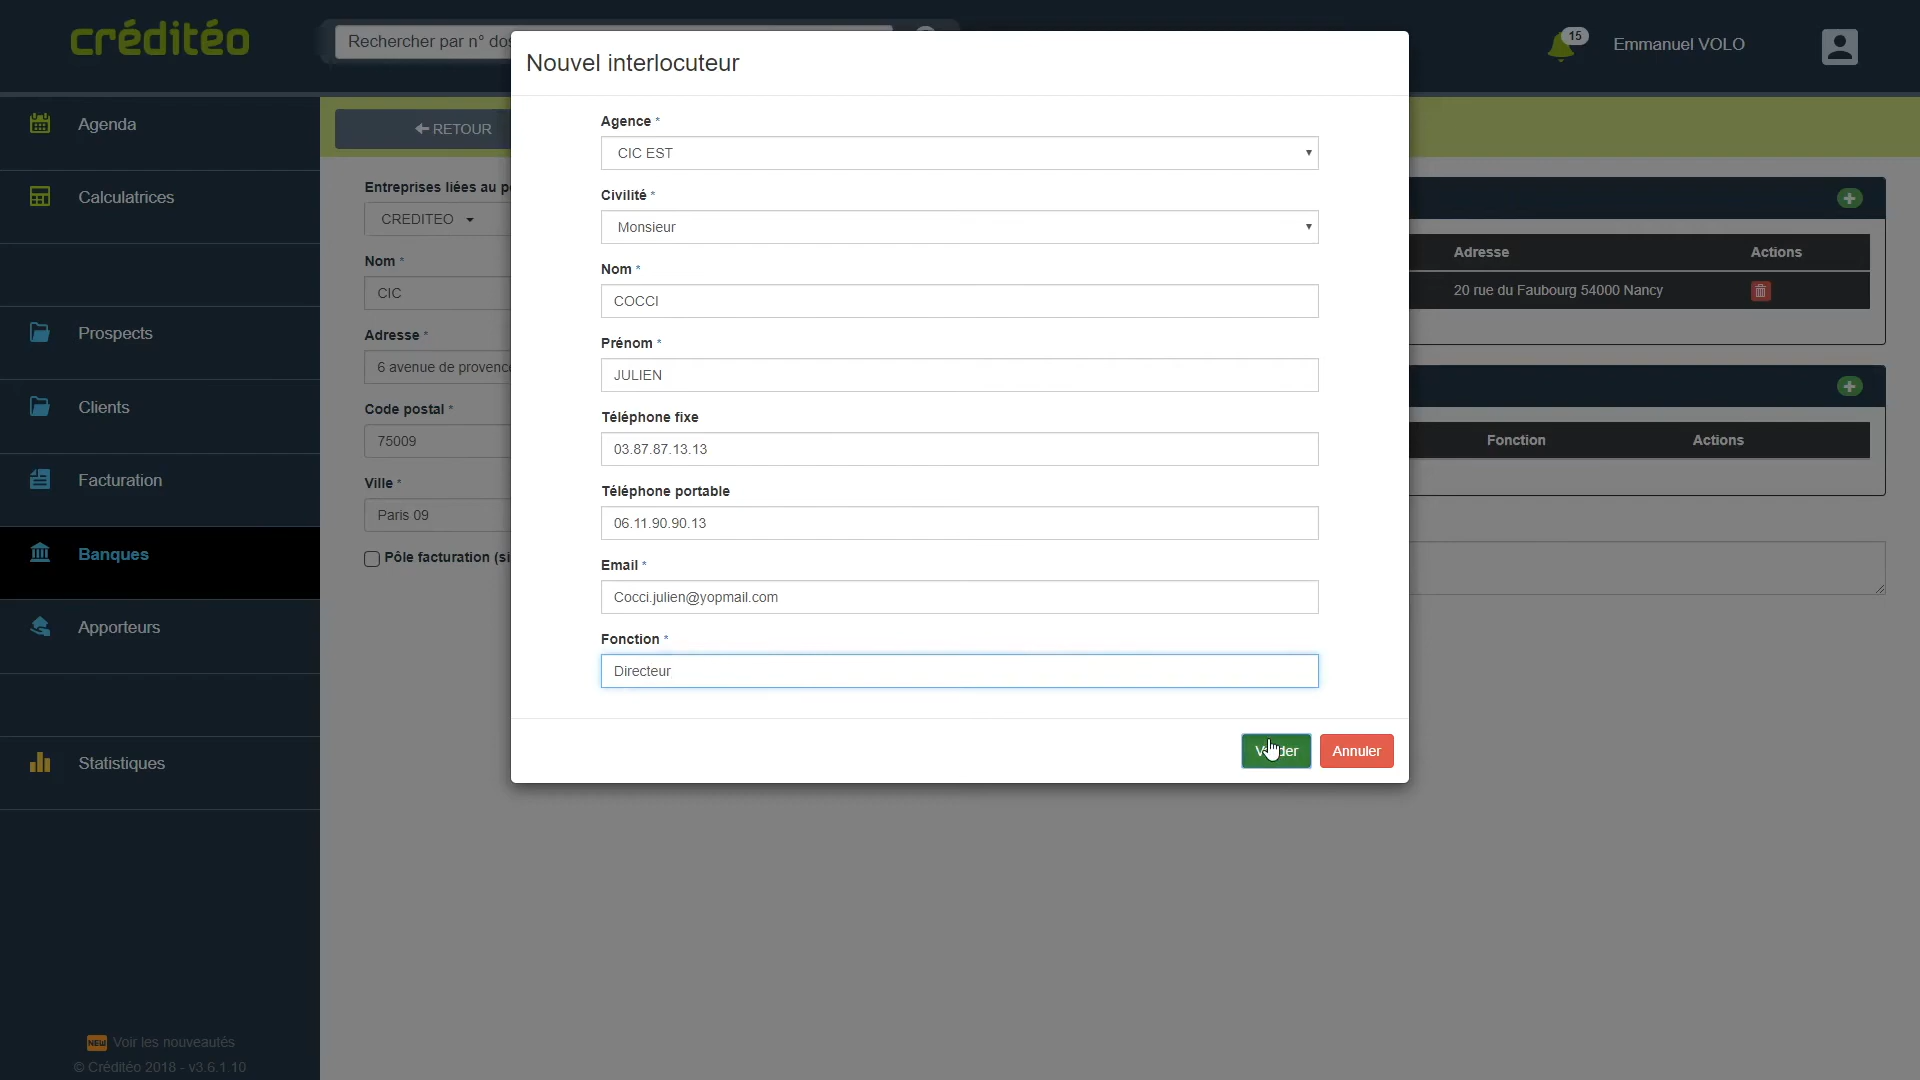 créditéo
Rechercher par n° dos
15
Emmanuel VOLO
Agenda
Calculatrices
Prospects
Clients
Facturation
Banques
Apporteurs
Statistiques
NEW Voir les nouveautés
© Créditéo 2018 - v3.6.1.10
RETOUR
Entreprises liées au p
CREDITEO
Nom *
CIC
Adresse *
6 avenue de provence
Code postal *
75009
Ville *
Paris 09
Pôle facturation (si
Nouvel interlocuteur
Agence *
CIC EST
Civilité *
Monsieur
Nom *
COCCI
Prénom *
JULIEN
Téléphone fixe
03.87.87.13.13
Téléphone portable
06.11.90.90.13
Email *
Cocci.julien@yopmail.com
Fonction *
Directeur
Annuler
Adresse Actions
20 rue du Faubourg 54000 Nancy
Fonction Actions